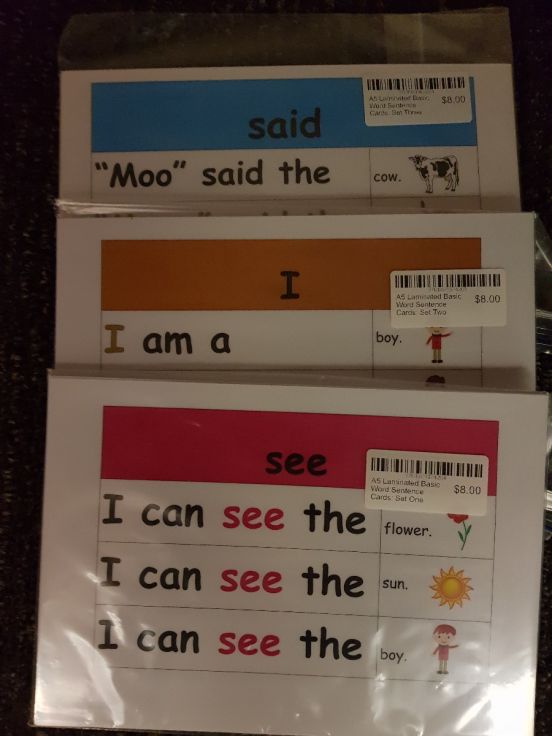 A5 Laminated Basic
Word Sentence
Cards: Set Three
$8.00
said
"Moo" said the cow.
A5 Laminated Basic
Word Sentence
Cards: Set Two
$8.00
I
I am a boy.
A5 Laminated Basic
Word Sentence
Cards: Set One
$8.00
see
I can see the flower.
I can see the sun.
I can see the boy.